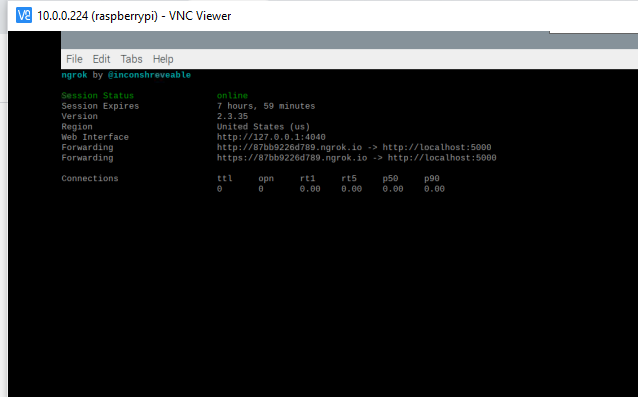 VC 10.0.0.224 (raspberrypi) - VNC Viewer
File Edit Tabs Help
ngrok by @inconshreveable
Session Status online
Session Expires 7 hours, 59 minutes
Version 2.3.35
Region United States (us)
Web Interface http://127.0.0.1:4040
Forwarding http://87bb9226d789.ngrok.io -> http://localhost:5000
Forwarding https://87bb9226d789.ngrok.io -> http://localhost:5000
Connections ttl opn rt1 rt5 p50 p90
0 0 0.00 0.00 0.00 0.00